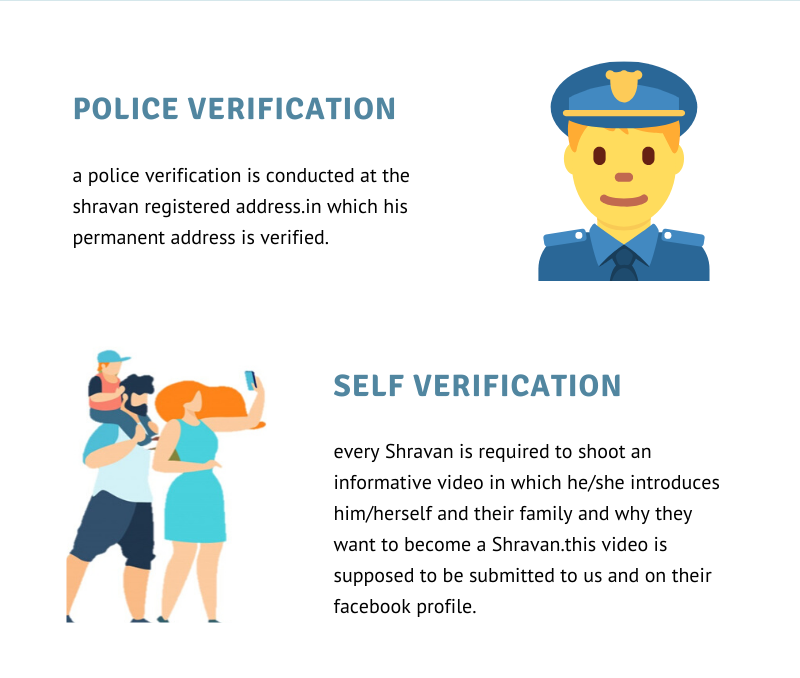 POLICE VERIFICATION
a police verification is conducted at the
shravan registered address.in which his
permanent address is verified.
SELF VERIFICATION
every Shravan is required to shoot an
informative video in which he/she introduces
him/herself and their family and why they
want to become a Shravan.this video is
supposed to be submitted to us and on their
facebook profile.